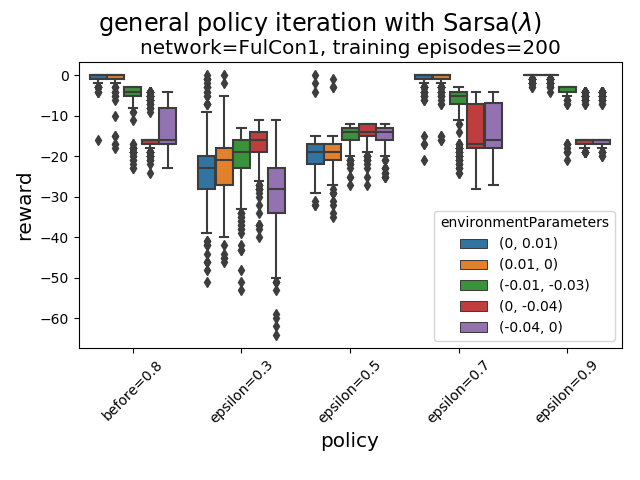 general policy iteration with Sarsa(λ)
network=FulCon1, training episodes=200
0
−10
−20
−30
−40
−50
−60
reward
environmentParameters
(0, 0.01)
(0.01, 0)
(-0.01, -0.03)
(0, -0.04)
(-0.04, 0)
before=0.8
epsilon=0.3
epsilon=0.5
epsilon=0.7
epsilon=0.9
policy